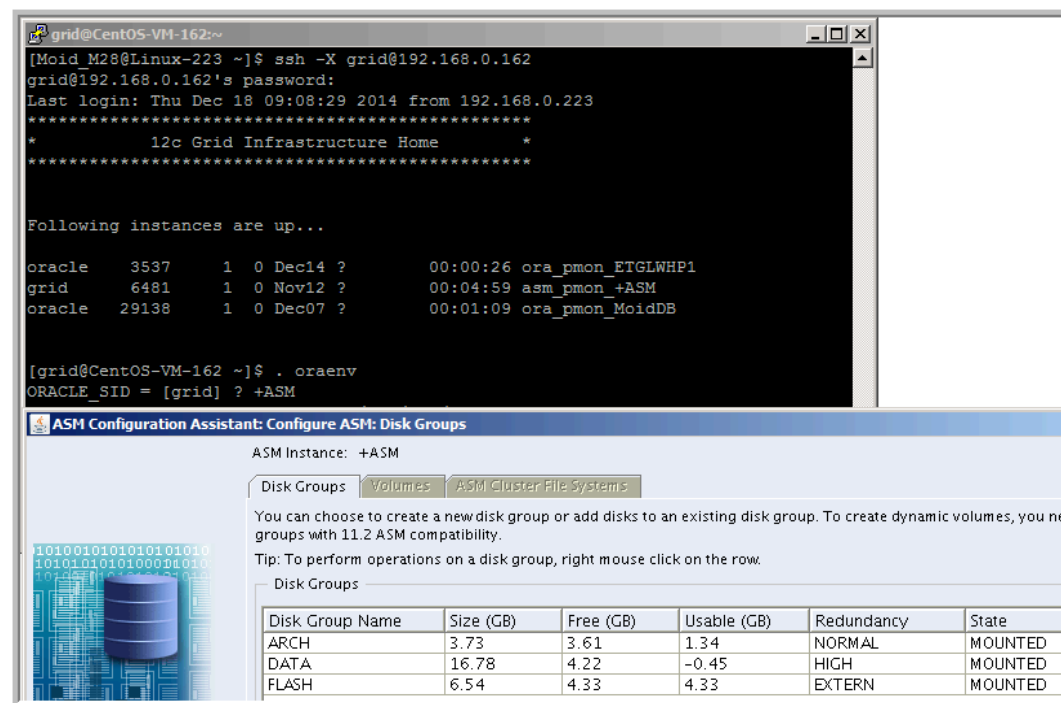 grid@CentOS-VM-162:~
[Moid_M28@Linux-223 ~]$ ssh -X grid@192.168.0.162
grid@192.168.0.162's password:
Last login: Thu Dec 18 09:08:29 2014 from 192.168.0.223
*************************************************
* 12c Grid Infrastructure Home *
*************************************************
Following instances are up...
oracle 3537 1 0 Dec14 ? 00:00:26 ora_pmon_ETGLWHP1
grid 6481 1 0 Nov12 ? 00:04:59 asm_pmon_+ASM
oracle 29138 1 0 Dec07 ? 00:01:09 ora_pmon_MoidDB
[grid@CentOS-VM-162 ~]$ . oraenv
ORACLE_SID = [grid] ? +ASM
ASM Configuration Assistant: Configure ASM: Disk Groups
ASM Instance: +ASM
Disk Groups Volumes ASM Cluster File Systems
You can choose to create a new disk group or add disks to an existing disk group. To create dynamic volumes, you ne
groups with 11.2 ASM compatibility.
Tip: To perform operations on a disk group, right mouse click on the row.
Disk Groups
Disk Group Name Size (GB) Free (GB) Usable (GB) Redundancy State
ARCH 3.73 3.61 1.34 NORMAL MOUNTED
DATA 16.78 4.22 -0.45 HIGH MOUNTED
FLASH 6.54 4.33 4.33 EXTERN MOUNTED